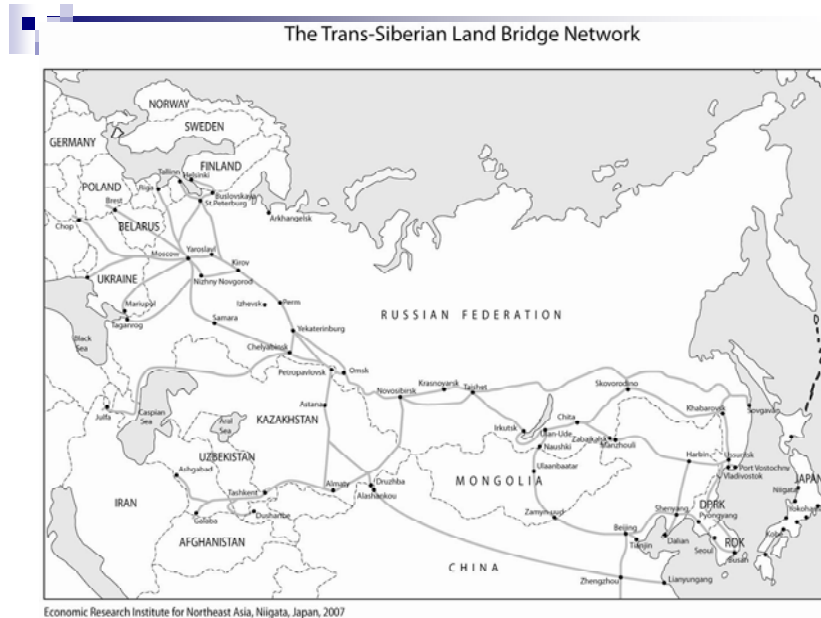 The Trans-Siberian Land Bridge Network
NORWAY
SWEDEN
GERMANY
FINLAND
Tallinn
Helsinki
POLAND
Riga
Buslovskaya
St.Peterburg
Brest
Arkhangelsk
Chop
BELARUS
Moscow
Yaroslavl
Kirov
UKRAINE
Nizhny Novgorod
Mariupol
Izhevsk
Perm
RUSSIAN FEDERATION
Taganrog
Samara
Yekaterinburg
Black
Sea
Chelyabinsk
Petropavlovsk
Omsk
Novosibirsk
Krasnoyarsk
Taishet
Skovorodino
Astana
Julfa
Caspian
Sea
Aral
Sea
KAZAKHSTAN
Irkutsk
Chita
Khabarovsk
Sovgavan
Ulan-Ude
Zabaikalsk
Manzhouli
Naushki
UZBEKISTAN
Harbin
Ussuriisk
Port Vostochny
Vladivostok
Ashgabad
Ulaanbaatar
Druzhba
Almaty
Alashankou
Tashkent
MONGOLIA
JAPAN
Niigata
IRAN
Dushanbe
Zamyn-uud
Shenyang
DPRK
Pyongyang
Yokohama
AFGHANISTAN
Beijing
Tianjin
Dalian
Seoul
ROK
Busan
Kobe
CHINA
Zhengzhou
Lianyungang
Economic Research Institute for Northeast Asia, Niigata, Japan, 2007